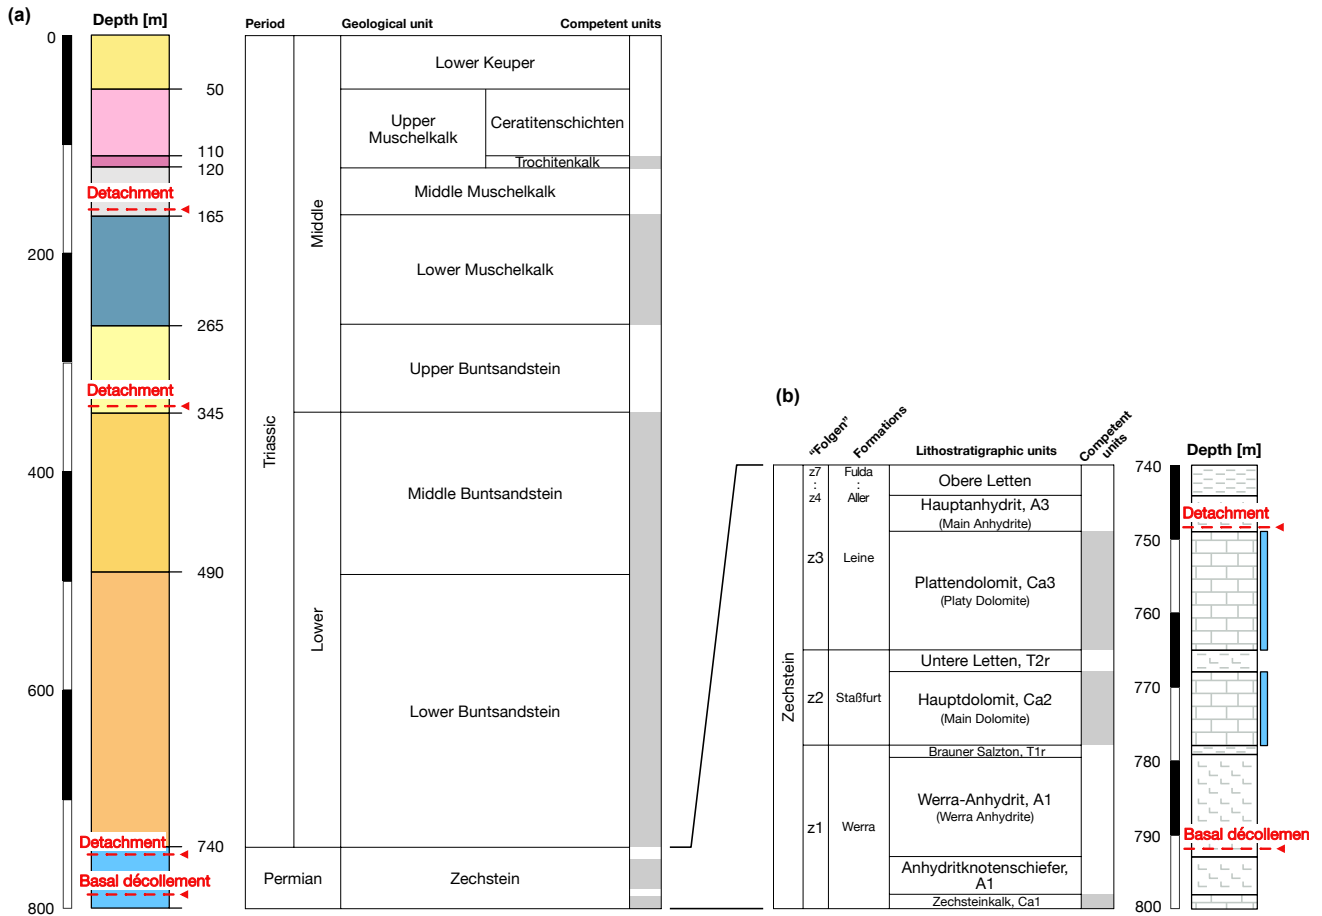 (a)
Depth [m]
Period
Geological unit
Competent units
0
Lower Keuper
50
Upper
Muschelkalk
Ceratitenschichten
110
Trochitenkalk
120
Detachment
Middle Muschelkalk
165
Middle
200
Lower Muschelkalk
265
Upper Buntsandstein
Detachment
345
Triassic
400
Middle Buntsandstein
490
Lower
600
Lower Buntsandstein
Detachment
740
Basal décollement
Permian
Zechstein
800
(b)
"Folgen"
Formations
Lithostratigraphic units
Competent
units
Depth [m]
z7
Fulda
:
:
z4
Aller
Obere Letten
740
Hauptanhydrit, A3
(Main Anhydrite)
Detachment
750
z3
Leine
Plattendolomit, Ca3
(Platy Dolomite)
760
Zechstein
Untere Letten, T2r
770
z2
Staßfurt
Hauptdolomit, Ca2
(Main Dolomite)
Brauner Salzton, T1r
780
z1
Werra
Werra-Anhydrit, A1
(Werra Anhydrite)
790
Basal décollemen
Anhydritknotenschiefer,
A1
Zechsteinkalk, Ca1
800